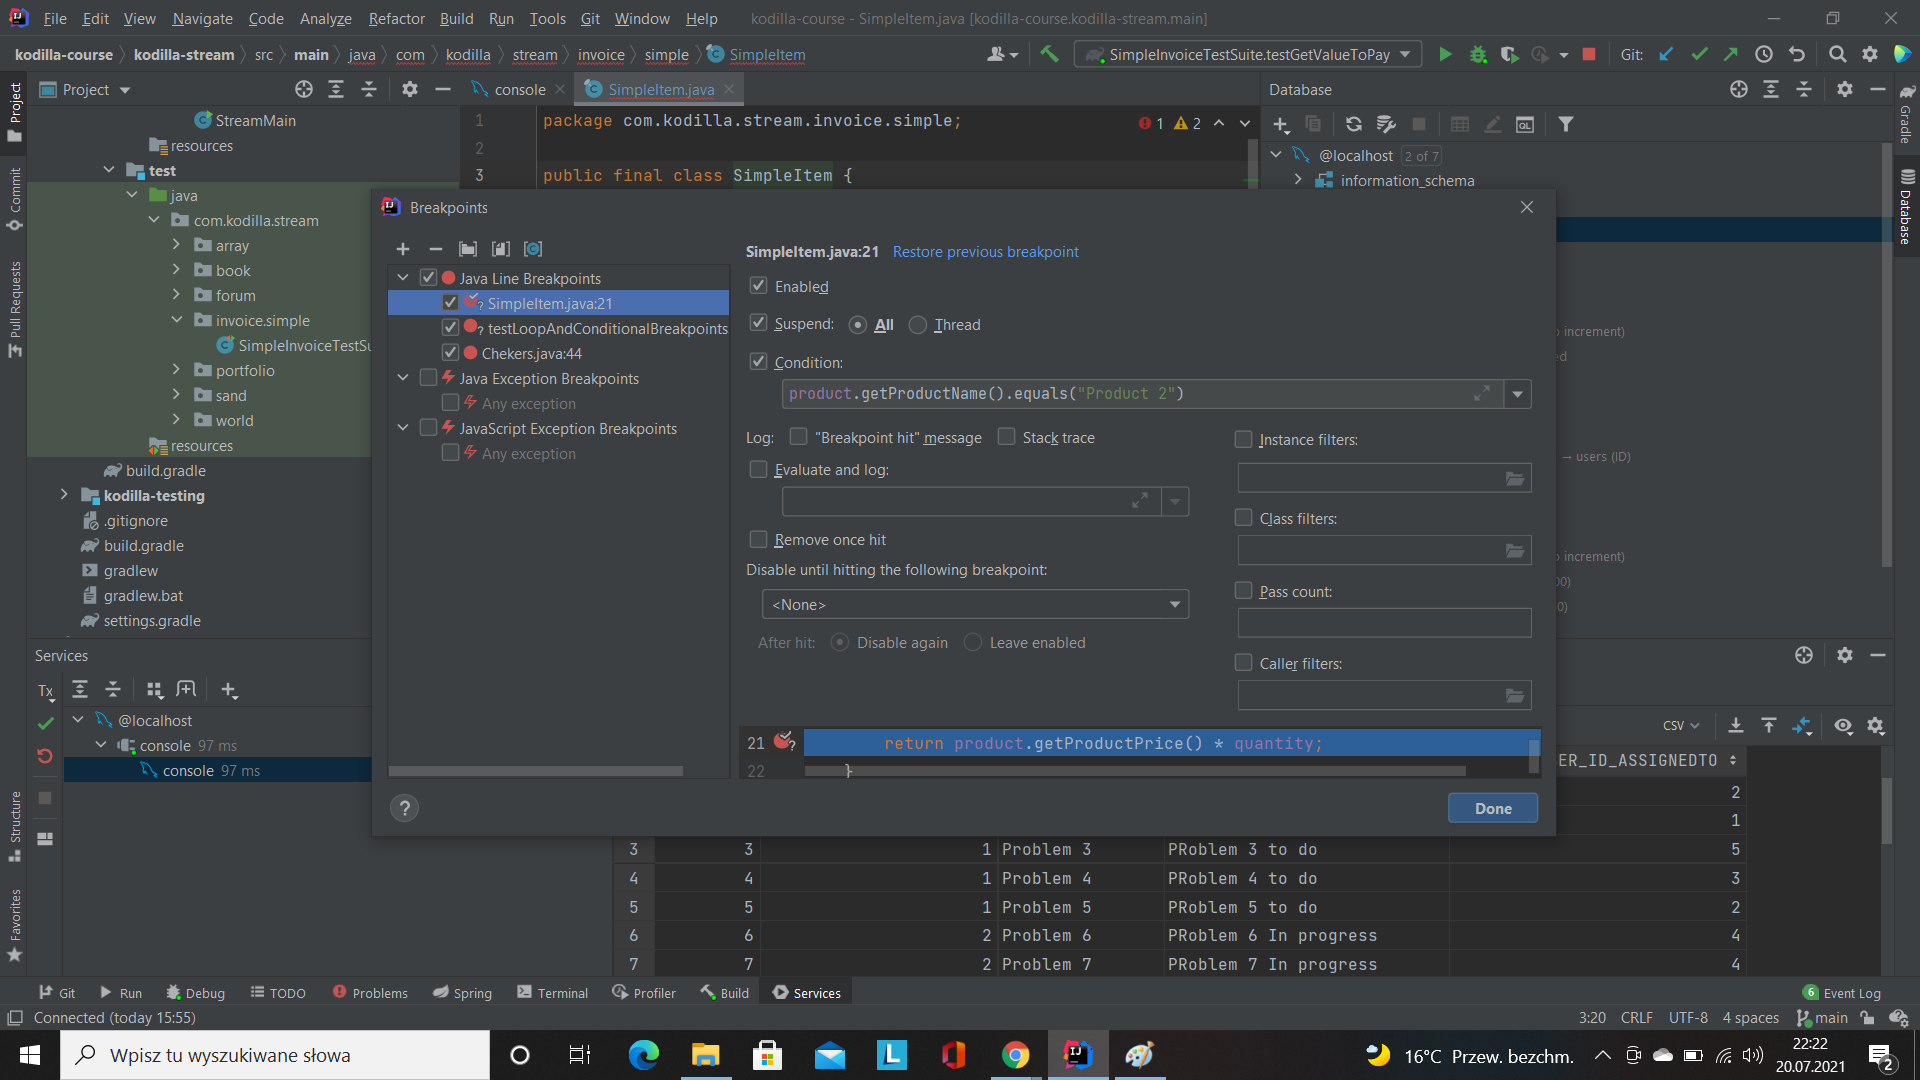 File Edit View Navigate Code Analyze Refactor Build Run Tools Git Window Help kodilla-course - SimpleItem.java [kodilla-course.kodilla-stream.main]
kodilla-course kodilla-stream src main java com kodilla stream invoice simple SimpleItem SimpleInvoiceTestSuite.testGetValueToPay Git:
Project
console
SimpleItem.java
Database
Project
Commit
Pull Requests
Structure
Favorites
Gradle
Database
StreamMain
resources
test
java
com.kodilla.stream
array
book
forum
invoice.simple
SimpleInvoiceTestSu
portfolio
sand
world
resources
build.gradle
kodilla-testing
.gitignore
build.gradle
gradlew
gradlew.bat
settings.gradle
1 package com.kodilla.stream.invoice.simple; 1 2
2
3 public final class SimpleItem {
@localhost 2 of 7
information_schema
increment)
→ users (ID)
increment)
Breakpoints
Java Line Breakpoints
SimpleItem.java:21
testLoopAndConditionalBreakpoints
Chekers.java:44
Java Exception Breakpoints
Any exception
JavaScript Exception Breakpoints
Any exception
SimpleItem.java:21 Restore previous breakpoint
Enabled
Suspend: All Thread
Condition:
product.getProductName().equals("Product 2")
Log: "Breakpoint hit" message Stack trace
Evaluate and log:
Remove once hit
Disable until hitting the following breakpoint:
<None>
After hit: Disable again Leave enabled
Instance filters:
Class filters:
Pass count:
Caller filters:
21 return product.getProductPrice() * quantity;
22 }
? Done
Services
Tx
@localhost
console 97 ms
console 97 ms
CSV
ER_ID_ASSIGNEDTO
2
1
3 3 1 Problem 3 PRoblem 3 to do 5
4 4 1 Problem 4 PRoblem 4 to do 3
5 5 1 Problem 5 PRoblem 5 to do 2
6 6 2 Problem 6 PRoblem 6 In progress 4
7 7 2 Problem 7 PRoblem 7 In progress 4
Git Run Debug TODO Problems Spring Terminal Profiler Build Services 6 Event Log
Connected (today 15:55) 3:20 CRLF UTF-8 4 spaces main
Wpisz tu wyszukiwane słowa
16°C Przew. bezchm.
22:22
20.07.2021
2